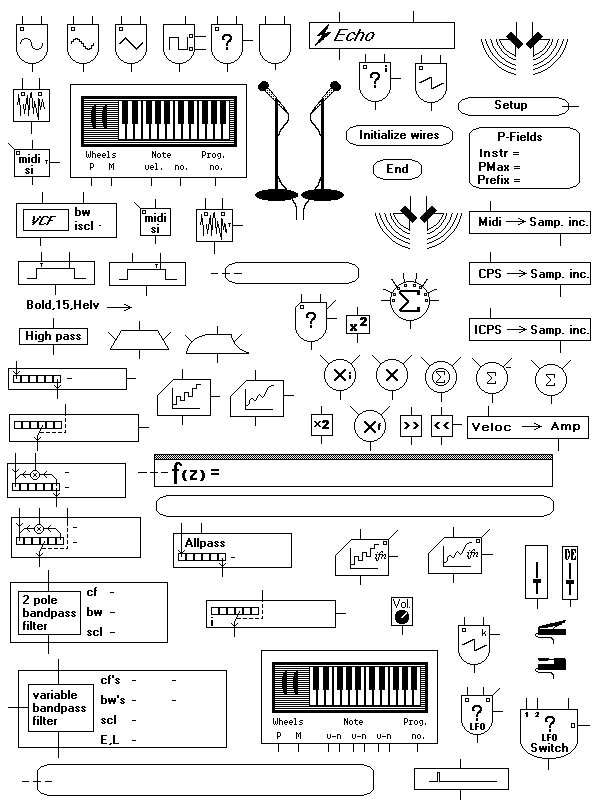 ?
Echo
? i
Setup
Wheels Note Prog.
P M vel. no. no.
Initialize wires
End
P-Fields
Instr =
PMax =
Prefix =
midi
si
VCF
bw
iscl -
midi
si
Midi → Samp. inc.
CPS → Samp. inc.
Bold,15,Helv →
High pass
?
x2
Σ
ICPS → Samp. inc.
× i
×
Σ
Σ
Σ
×2
× f
>>
<<
Veloc → Amp
f(z) =
Allpass
ifn
ifn
2 pole
bandpass
filter
cf -
bw -
scl -
i
Vol.
k
variable
bandpass
filter
cf's - -
bw's - -
scl -
E,L -
Wheels Note Prog.
P M v-n v-n v-n no.
?
LFO
1 2
?
LFO
Switch